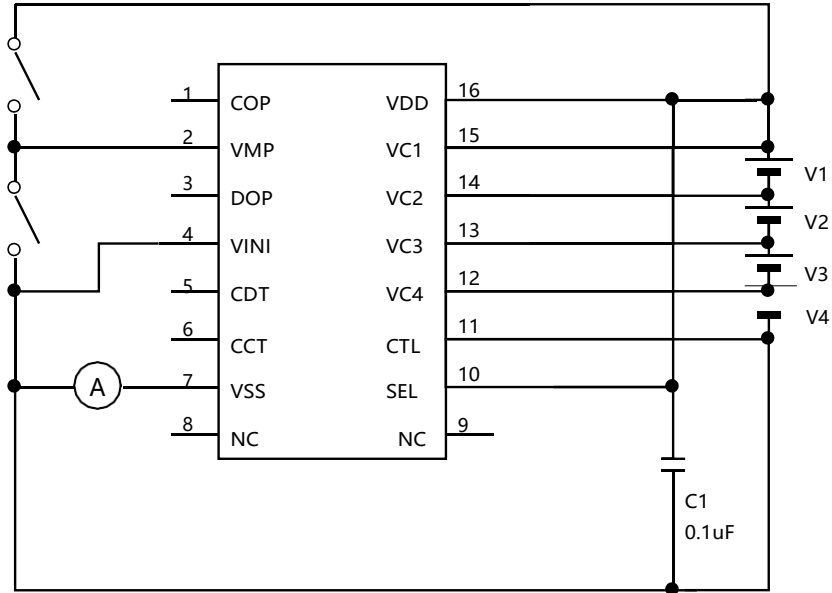 1 COP VDD 16
2 VMP VC1 15
3 DOP VC2 14
4 VINI VC3 13
5 CDT VC4 12
6 CCT CTL 11
7 VSS SEL 10
8 NC NC 9
A
V1
V2
V3
V4
C1
0.1uF